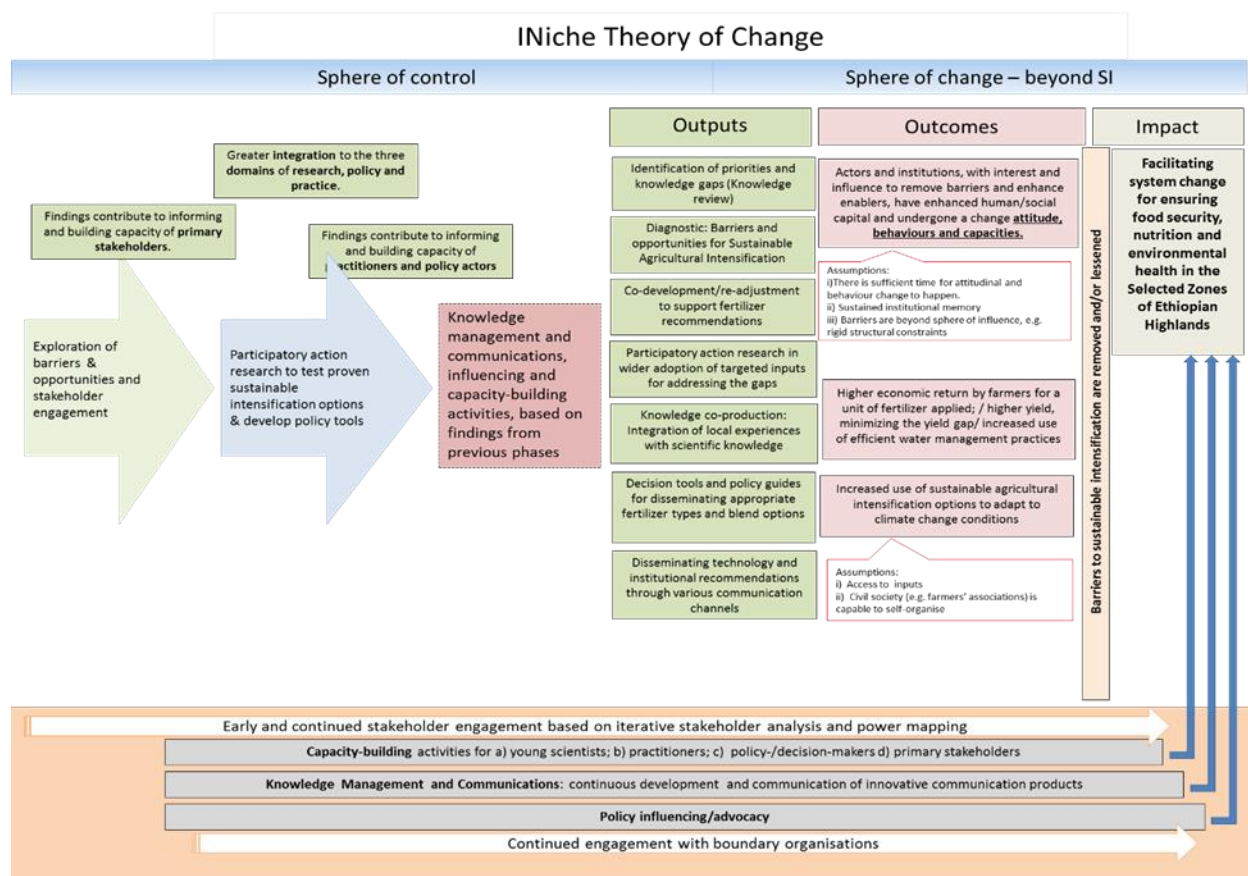 INiche Theory of Change
Sphere of control
Sphere of change – beyond SI
Outputs
Outcomes
Impact
Greater integration to the three
domains of research, policy and
practice.
Findings contribute to informing
and building capacity of primary
stakeholders.
Findings contribute to informing
and building capacity of
practitioners and policy actors
Exploration of
barriers &
opportunities and
stakeholder
engagement
Participatory action
research to test proven
sustainable
intensification options
& develop policy tools
Knowledge
management and
communications,
influencing and
capacity-building
activities, based on
findings from
previous phases
Identification of priorities and
knowledge gaps (Knowledge
review)
Diagnostic: Barriers and
opportunities for Sustainable
Agricultural Intensification
Co-development/re-adjustment
to support fertilizer
recommendations
Participatory action research in
wider adoption of targeted inputs
for addressing the gaps
Knowledge co-production:
Integration of local experiences
with scientific knowledge
Decision tools and policy guides
for disseminating appropriate
fertilizer types and blend options
Disseminating technology and
institutional recommendations
through various communication
channels
Actors and institutions, with interest and
influence to remove barriers and enhance
enablers, have enhanced human/social
capital and undergone a change attitude,
behaviours and capacities.
Assumptions:
i)There is sufficient time for attitudinal and
behaviour change to happen.
ii) Sustained institutional memory
iii) Barriers are beyond sphere of influence, e.g.
rigid structural constraints
Higher economic return by farmers for a
unit of fertilizer applied; / higher yield,
minimizing the yield gap/ increased use
of efficient water management practices
Increased use of sustainable agricultural
intensification options to adapt to
climate change conditions
Assumptions:
i) Access to inputs
ii) Civil society (e.g. farmers' associations) is
capable to self-organise
Barriers to sustainable intensification are removed and/or lessened
Facilitating
system change
for ensuring
food security,
nutrition and
environmental
health in the
Selected Zones
of Ethiopian
Highlands
Early and continued stakeholder engagement based on iterative stakeholder analysis and power mapping
Capacity-building activities for a) young scientists; b) practitioners; c) policy-/decision-makers d) primary stakeholders
Knowledge Management and Communications: continuous development and communication of innovative communication products
Policy influencing/advocacy
Continued engagement with boundary organisations